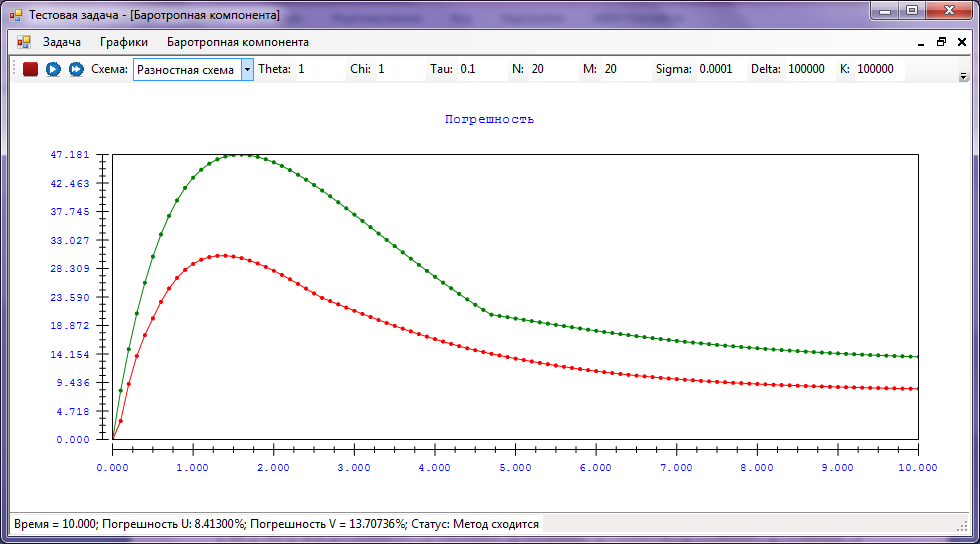 Тестовая задача - [Баротропная компонента]
Задача Графики Баротропная компонента
Схема: Разностная схема Theta: 1 Chi: 1 Tau: 0.1 N: 20 M: 20 Sigma: 0.0001 Delta: 100000 K: 100000
Погрешность
47.181
42.463
37.745
33.027
28.309
23.590
18.872
14.154
9.436
4.718
0.000
0.000 1.000 2.000 3.000 4.000 5.000 6.000 7.000 8.000 9.000 10.000
Время = 10.000; Погрешность U: 8.41300%; Погрешность V = 13.70736%; Статус: Метод сходится